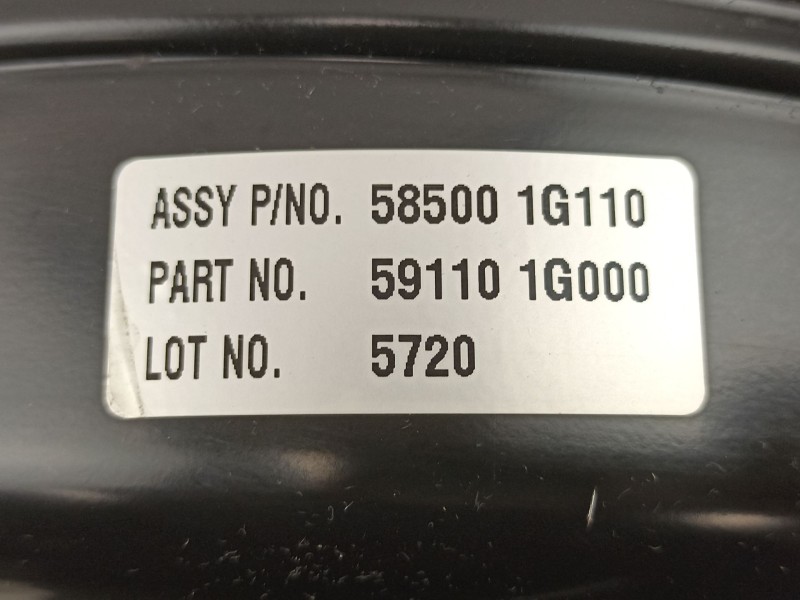 ASSY P/NO. 58500 1G110
PART NO. 59110 1G000
LOT NO. 5720